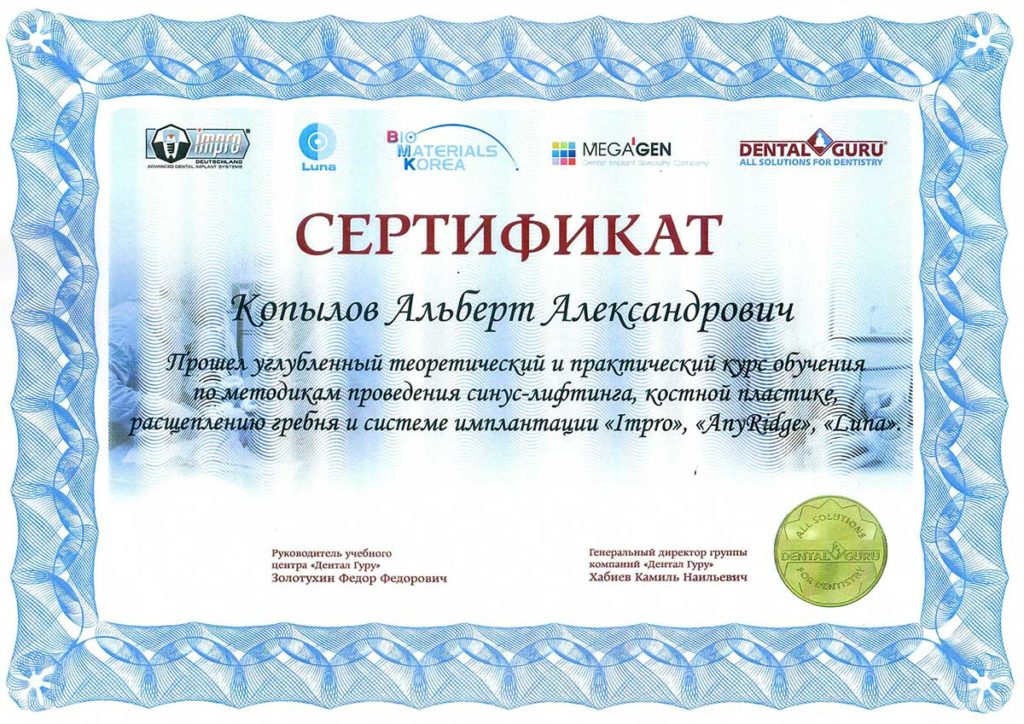 impro®
DEUTSCHLAND
ADVANCED DENTAL IMPLANT SYSTEMS
Luna
BIO
MATERIALS
KOREA
MEGA'GEN
Dental Implant Specialty Company
DENTAL GURU®
ALL SOLUTIONS FOR DENTISTRY
СЕРТИФИКАТ
Копылов Альберт Александрович
Прошел углубленный теоретический и практический курс обучения
по методикам проведения синус-лифтинга, костной пластике,
расщеплению гребня и системе имплантации «Impro», «AnyRidge», «Luna».
Руководитель учебного
центра «Дентал Гуру»
Золотухин Федор Федорович
Генеральный директор группы
компаний «Дентал Гуру»
Хабиев Камиль Наильевич
ALL SOLUTIONS
DENTAL GURU
FOR DENTISTRY